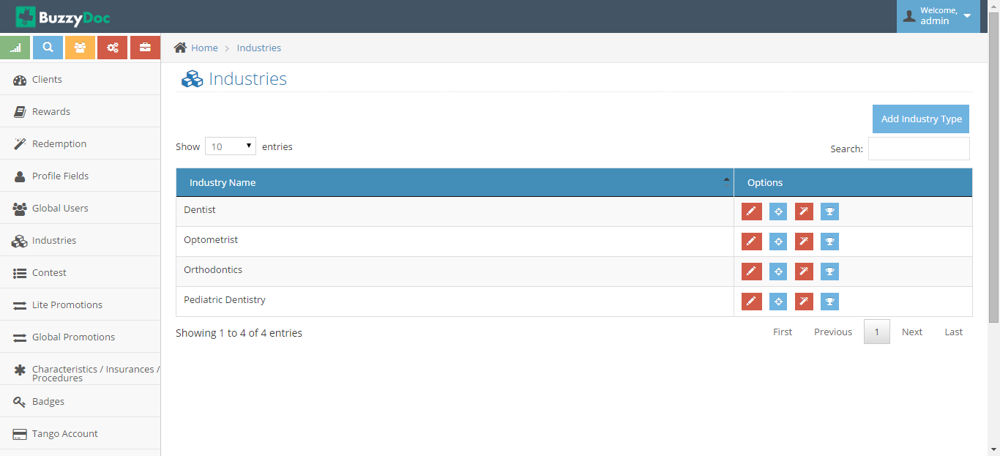 BuzzyDoc
Welcome,
admin
Home
Industries
Clients
Rewards
Redemption
Profile Fields
Global Users
Industries
Contest
Lite Promotions
Global Promotions
Characteristics / Insurances /
Procedures
Badges
Tango Account
Industries
Add Industry Type
Show 10 entries
Search:
Industry Name Options
Dentist
Optometrist
Orthodontics
Pediatric Dentistry
Showing 1 to 4 of 4 entries
First Previous 1 Next Last